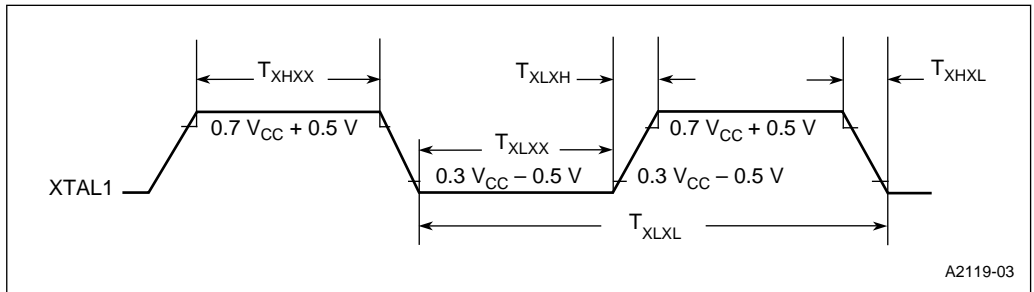 T_XHXX
T_XLXH
T_XHXL
0.7 V_CC + 0.5 V
0.7 V_CC + 0.5 V
T_XLXX
XTAL1
0.3 V_CC – 0.5 V
0.3 V_CC – 0.5 V
T_XLXL
A2119-03